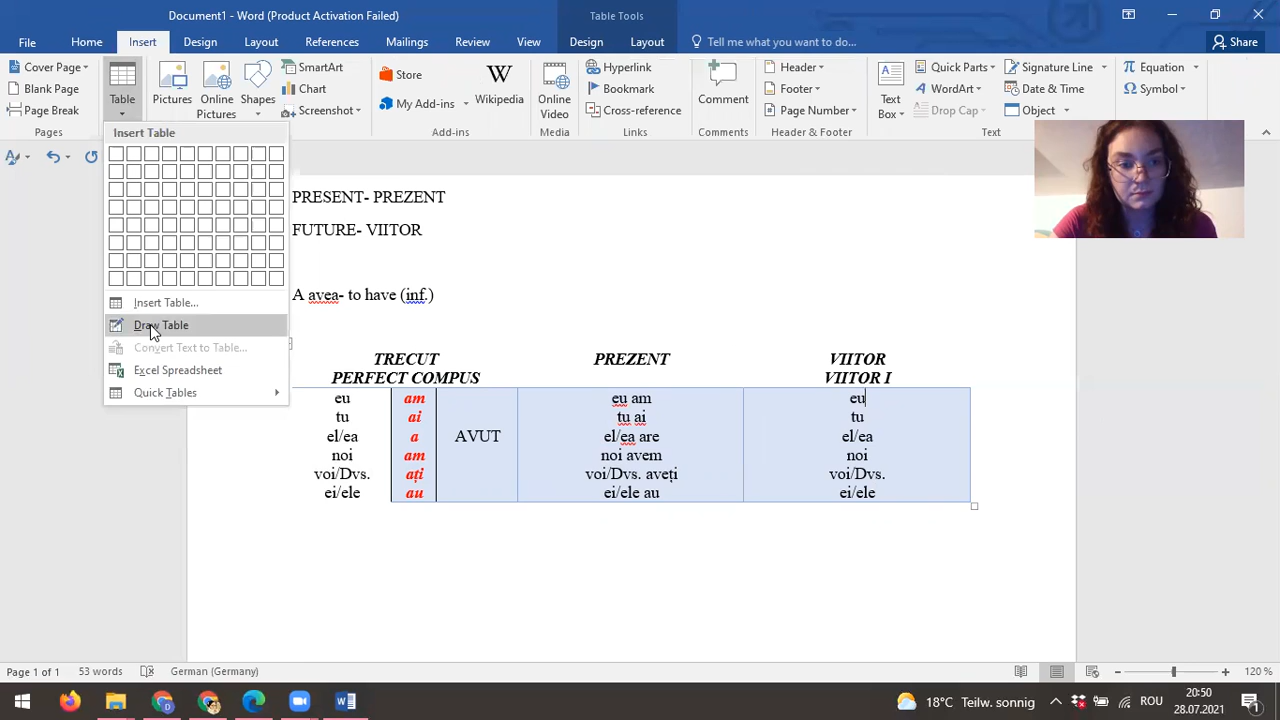 Document1 - Word (Product Activation Failed)
Table Tools
File Home Insert Design Layout References Mailings Review View Design Layout Tell me what you want to do... Share
Cover Page
Blank Page
Page Break
Pages
Table
Pictures
Online Pictures
Shapes
SmartArt
Chart
Screenshot
Store
My Add-ins
Wikipedia
Add-ins
Online Video
Media
Hyperlink
Bookmark
Cross-reference
Comment
Comments
Header
Footer
Page Number
Header & Footer
Text Box
Quick Parts
WordArt
Drop Cap
Signature Line
Date & Time
Object
Text
Equation
Symbol
Insert Table
Insert Table...
Draw Table
Convert Text to Table...
Excel Spreadsheet
Quick Tables
PRESENT- PREZENT
FUTURE- VIITOR
A avea- to have (inf.)
TRECUT PREZENT VIITOR
PERFECT COMPUS VIITOR I
eu am eu am eu
tu ai tu ai tu
el/ea a AVUT el/ea are el/ea
noi am noi avem noi
voi/Dvs. ați voi/Dvs. aveți voi/Dvs.
ei/ele au ei/ele au ei/ele
Page 1 of 1 53 words German (Germany) 120 %
18°C Teilw. sonnig ROU 20:50
28.07.2021